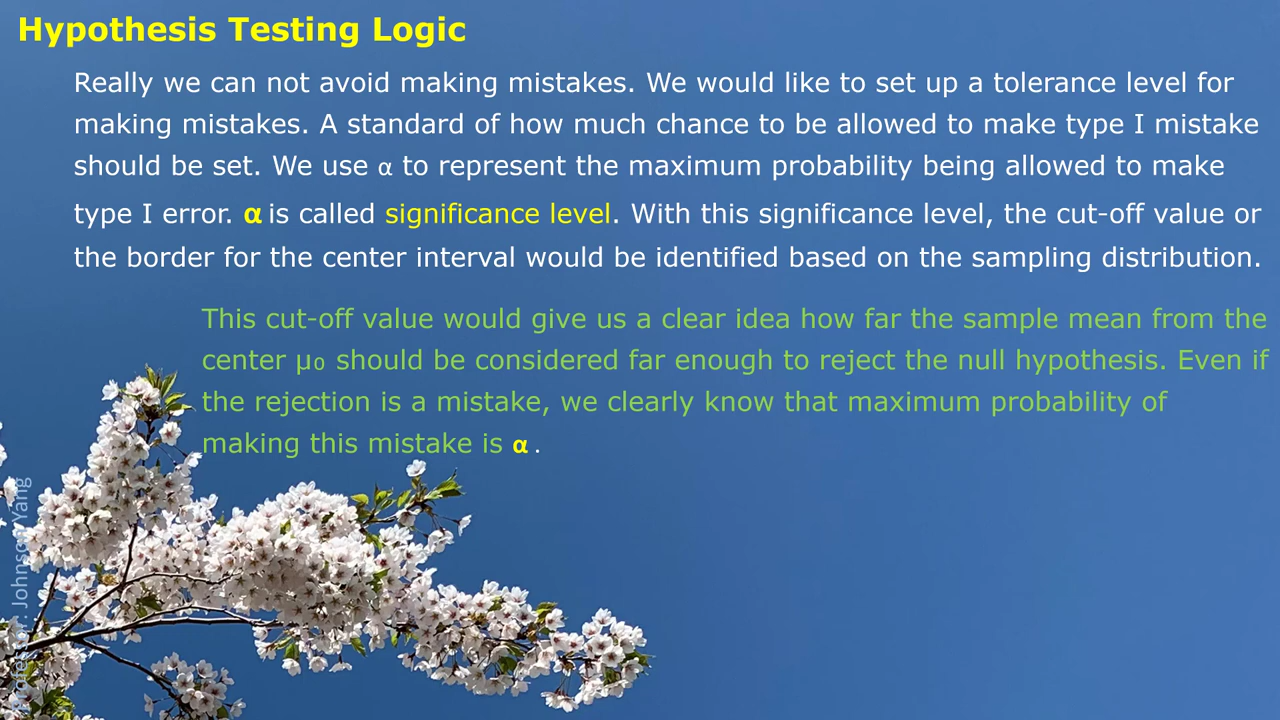 Hypothesis Testing Logic
Really we can not avoid making mistakes. We would like to set up a tolerance level for
making mistakes. A standard of how much chance to be allowed to make type I mistake
should be set. We use α to represent the maximum probability being allowed to make
type I error. α is called significance level. With this significance level, the cut-off value or
the border for the center interval would be identified based on the sampling distribution.
This cut-off value would give us a clear idea how far the sample mean from the
center μ₀ should be considered far enough to reject the null hypothesis. Even if
the rejection is a mistake, we clearly know that maximum probability of
making this mistake is α .
Professor: Johnson Yang